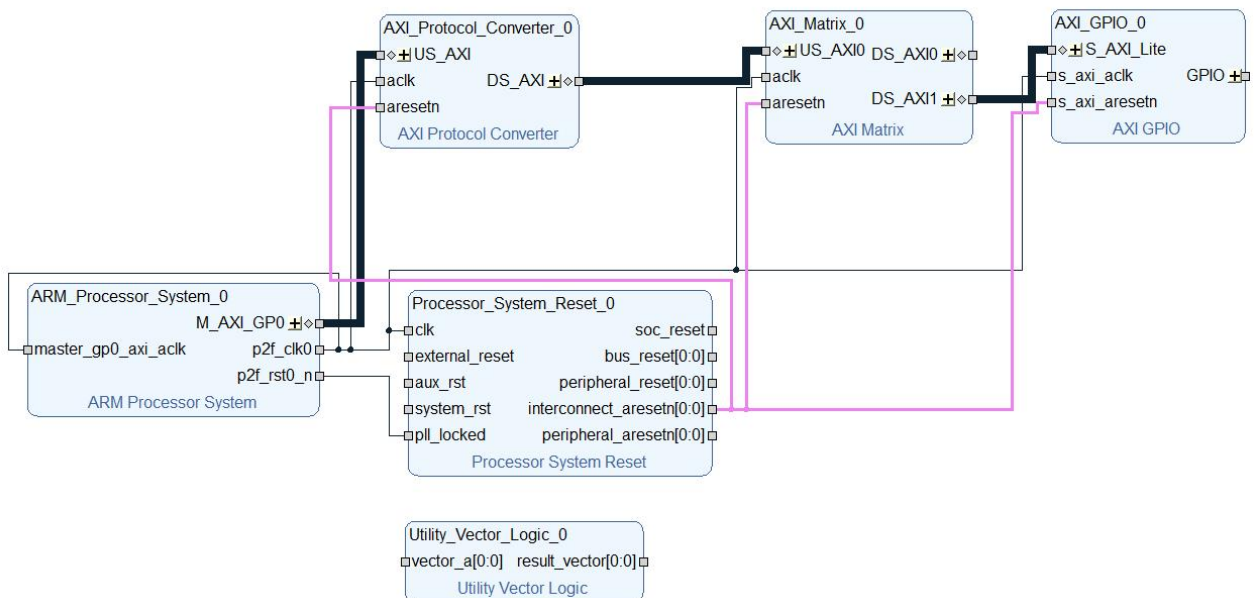 AXI_Protocol_Converter_0
US_AXI
aclk
DS_AXI
aresetn
AXI Protocol Converter
AXI_Matrix_0
US_AXI0 DS_AXI0
aclk
aresetn DS_AXI1
AXI Matrix
AXI_GPIO_0
S_AXI_Lite
s_axi_aclk GPIO
s_axi_aresetn
AXI GPIO
ARM_Processor_System_0
M_AXI_GP0
master_gp0_axi_aclk p2f_clk0
p2f_rst0_n
ARM Processor System
Processor_System_Reset_0
clk soc_reset
external_reset bus_reset[0:0]
aux_rst peripheral_reset[0:0]
system_rst interconnect_aresetn[0:0]
pll_locked peripheral_aresetn[0:0]
Processor System Reset
Utility_Vector_Logic_0
vector_a[0:0] result_vector[0:0]
Utility Vector Logic